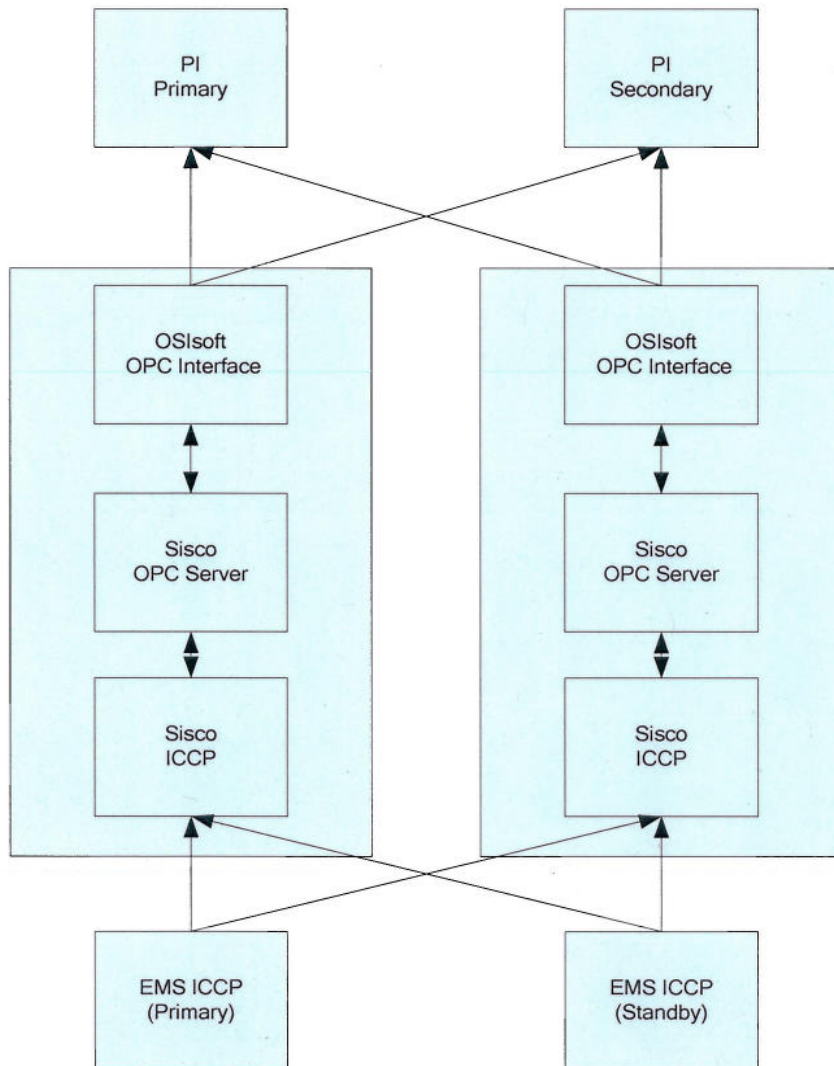 PI
Primary
PI
Secondary
OSIsoft
OPC Interface
OSIsoft
OPC Interface
Sisco
OPC Server
Sisco
OPC Server
Sisco
ICCP
Sisco
ICCP
EMS ICCP
(Primary)
EMS ICCP
(Standby)